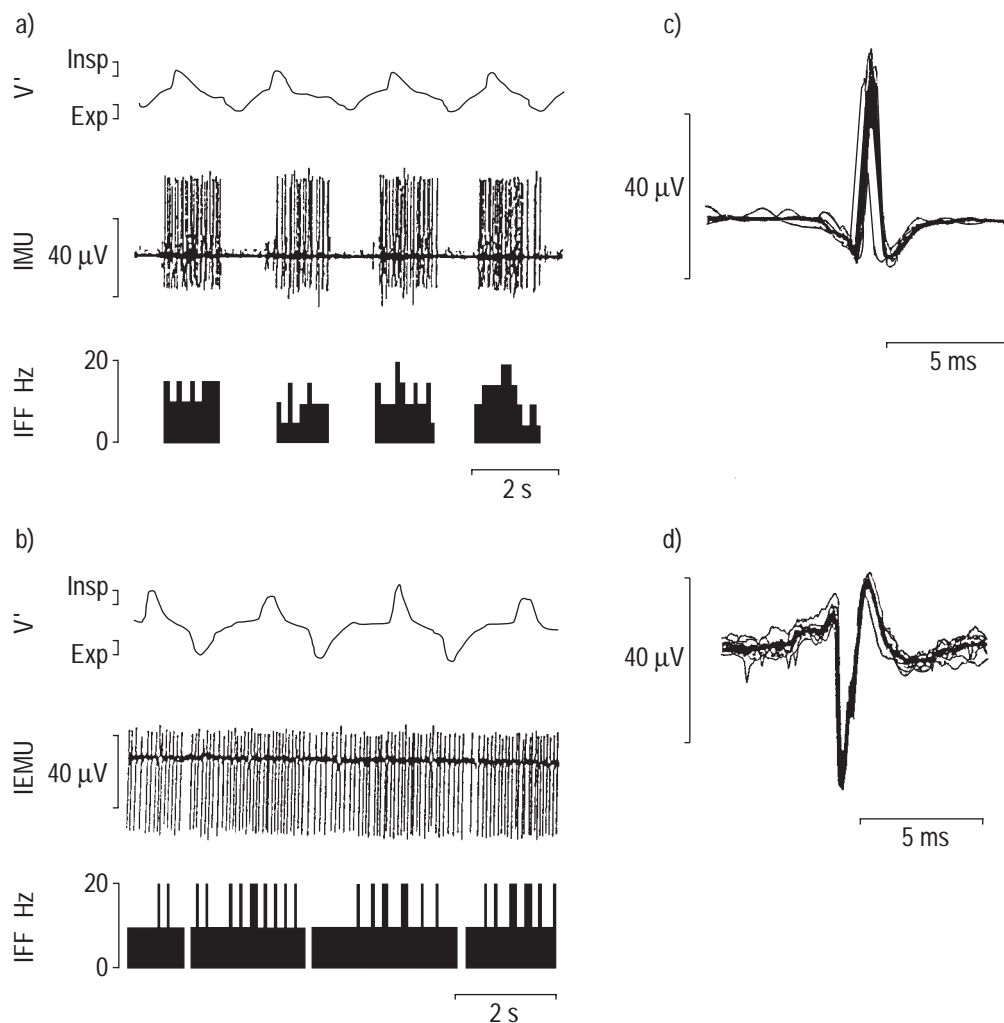 a)
Insp
V'
Exp
IMU
40 μV
20
IFF Hz
0
2 s
b)
Insp
V'
Exp
IEMU
40 μV
20
IFF Hz
0
2 s
c)
40 μV
5 ms
d)
40 μV
5 ms